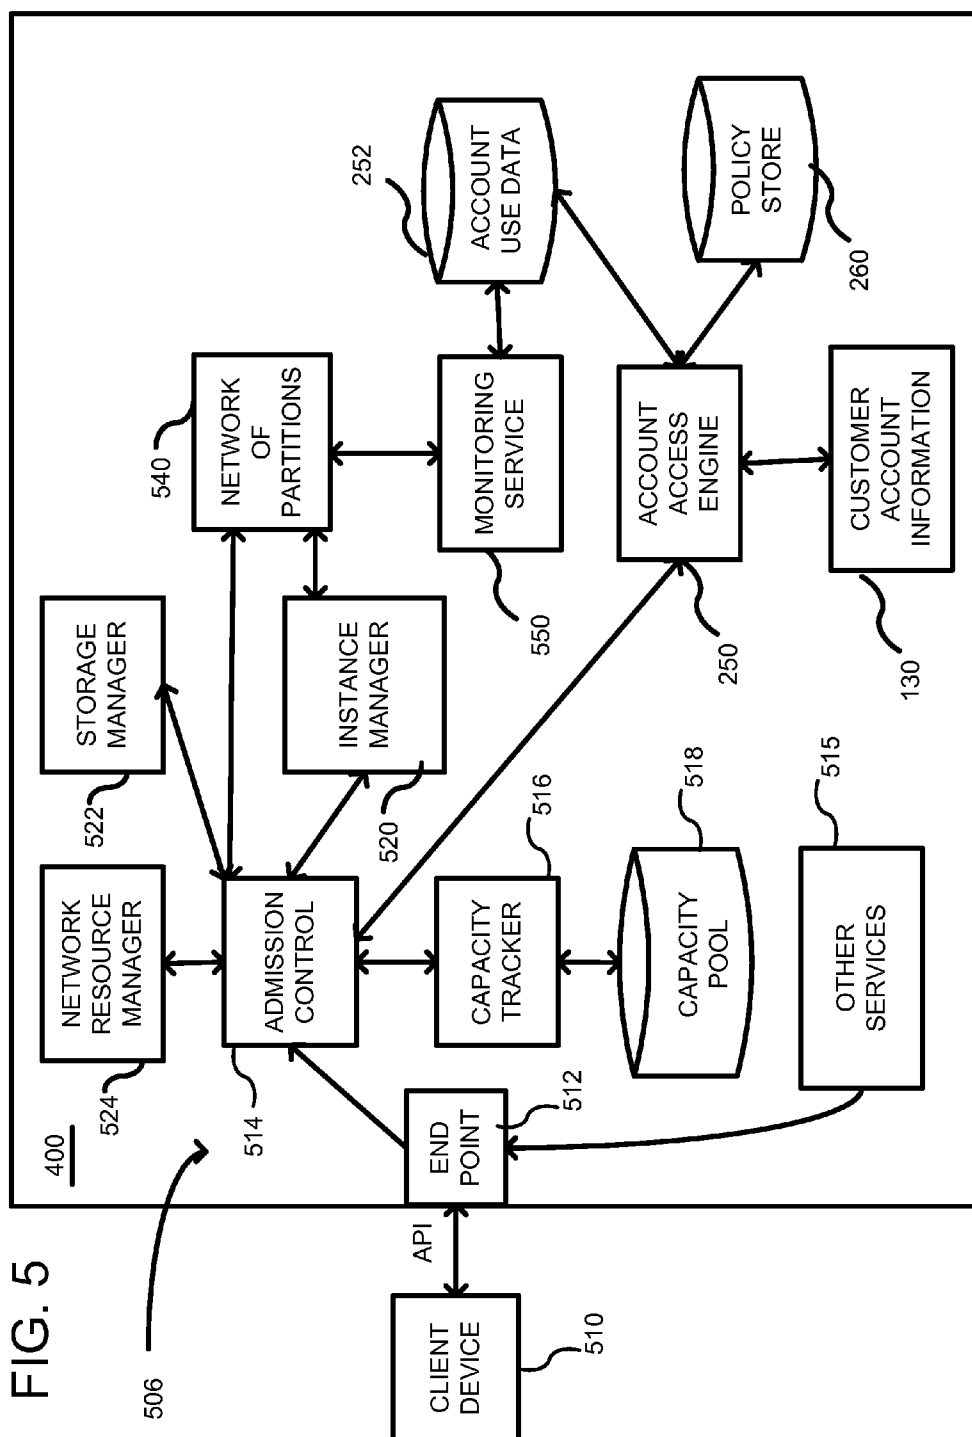 FIG. 5
506
400
524
NETWORK
RESOURCE
MANAGER
522
STORAGE
MANAGER
540
NETWORK
OF
PARTITIONS
252
ACCOUNT
USE DATA
514
ADMISSION
CONTROL
520
INSTANCE
MANAGER
550
MONITORING
SERVICE
API
CLIENT
DEVICE
510
END
POINT
512
CAPACITY
TRACKER
516
CAPACITY
POOL
518
250
ACCOUNT
ACCESS
ENGINE
POLICY
STORE
260
OTHER
SERVICES
515
130
CUSTOMER
ACCOUNT
INFORMATION